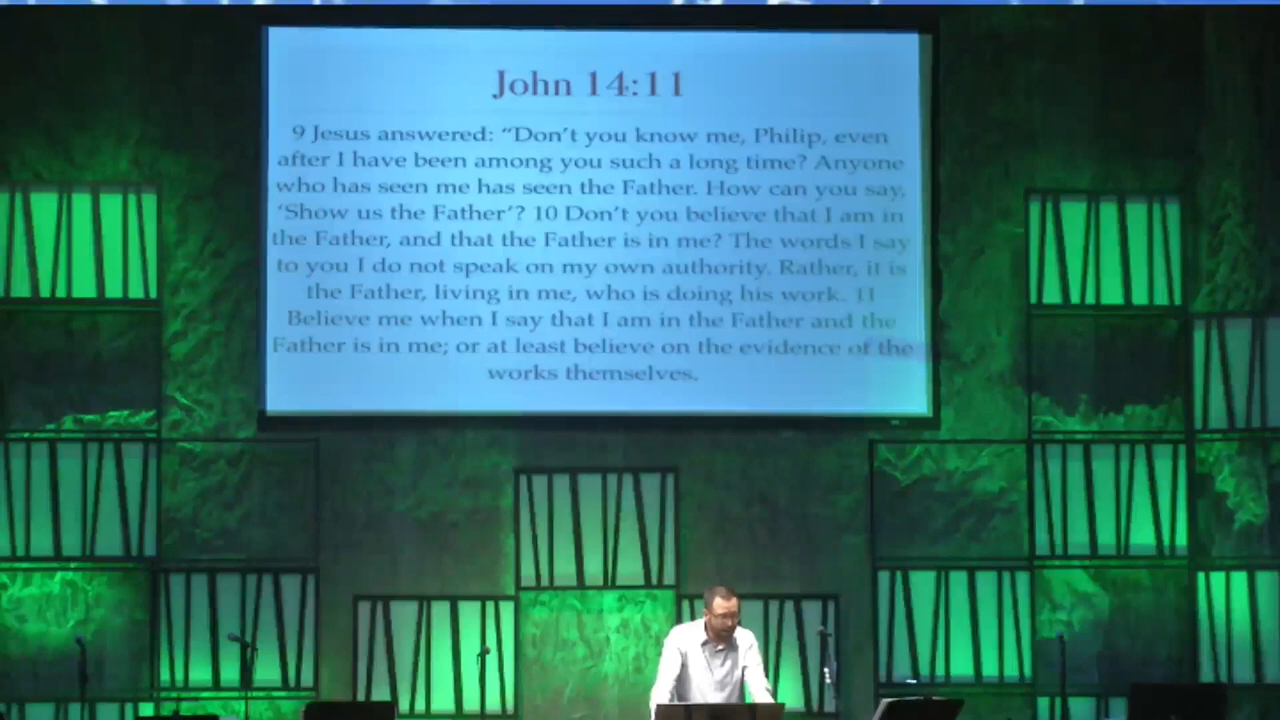 John 14:11
9 Jesus answered: “Don’t you know me, Philip, even
after I have been among you such a long time? Anyone
who has seen me has seen the Father. How can you say,
‘Show us the Father’? 10 Don’t you believe that I am in
the Father, and that the Father is in me? The words I say
to you I do not speak on my own authority. Rather, it is
the Father, living in me, who is doing his work. 11
Believe me when I say that I am in the Father and the
Father is in me; or at least believe on the evidence of the
works themselves.